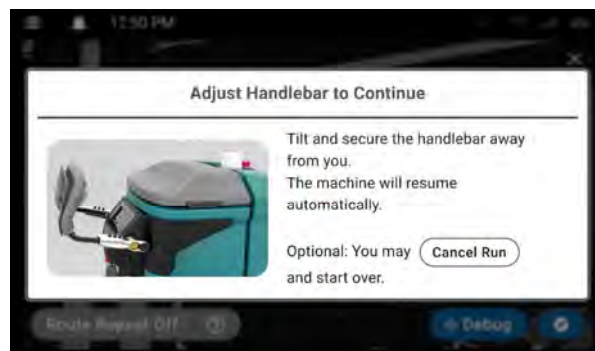 12:50 PM
Adjust Handlebar to Continue
Tilt and secure the handlebar away
from you.
The machine will resume
automatically.
Optional: You may Cancel Run
and start over.
Route Repeat Off
Debug